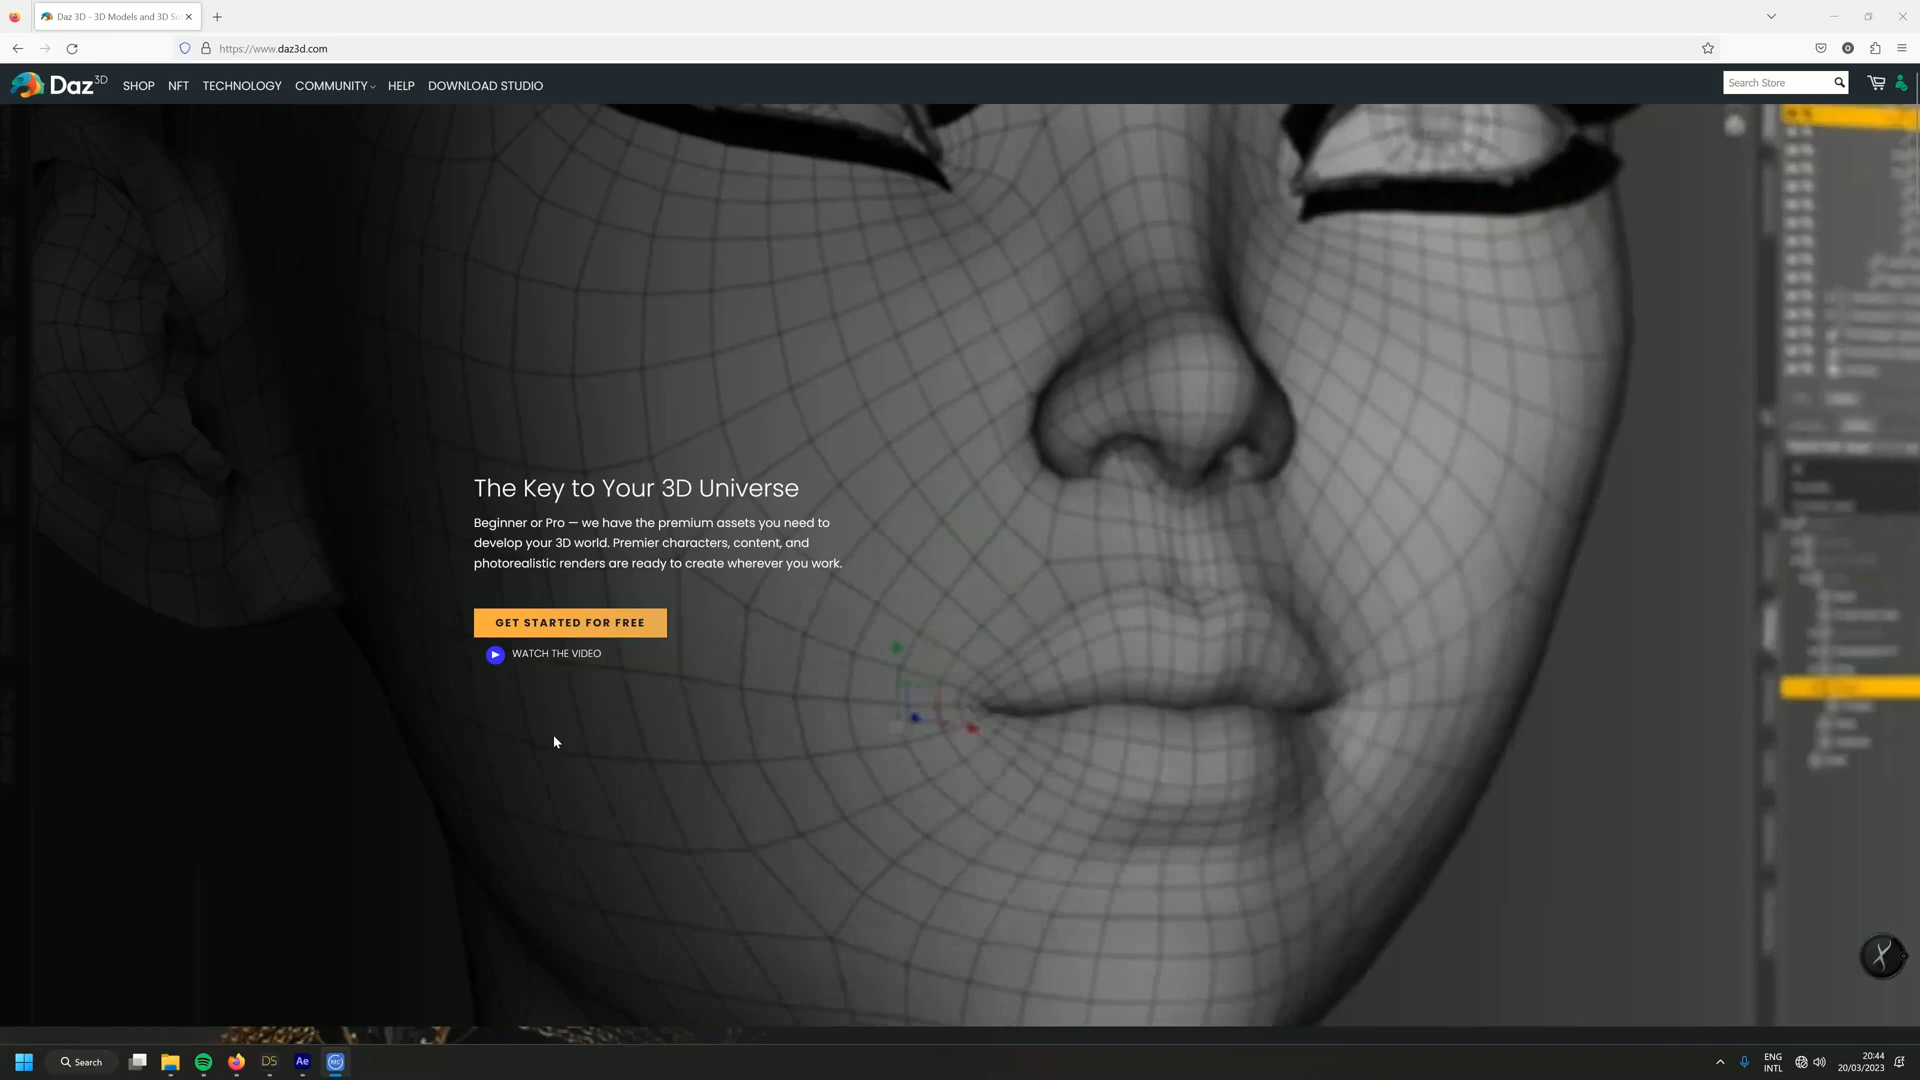 Daz 3D - 3D Models and 3D So
https://www.daz3d.com
Daz 3D
SHOP
NFT
TECHNOLOGY
COMMUNITY
HELP
DOWNLOAD STUDIO
Search Store
The Key to Your 3D Universe
Beginner or Pro — we have the premium assets you need to
develop your 3D world. Premier characters, content, and
photorealistic renders are ready to create wherever you work.
GET STARTED FOR FREE
WATCH THE VIDEO
Search
DS
Ae
REC
ENG
INTL
20:44
20/03/2023